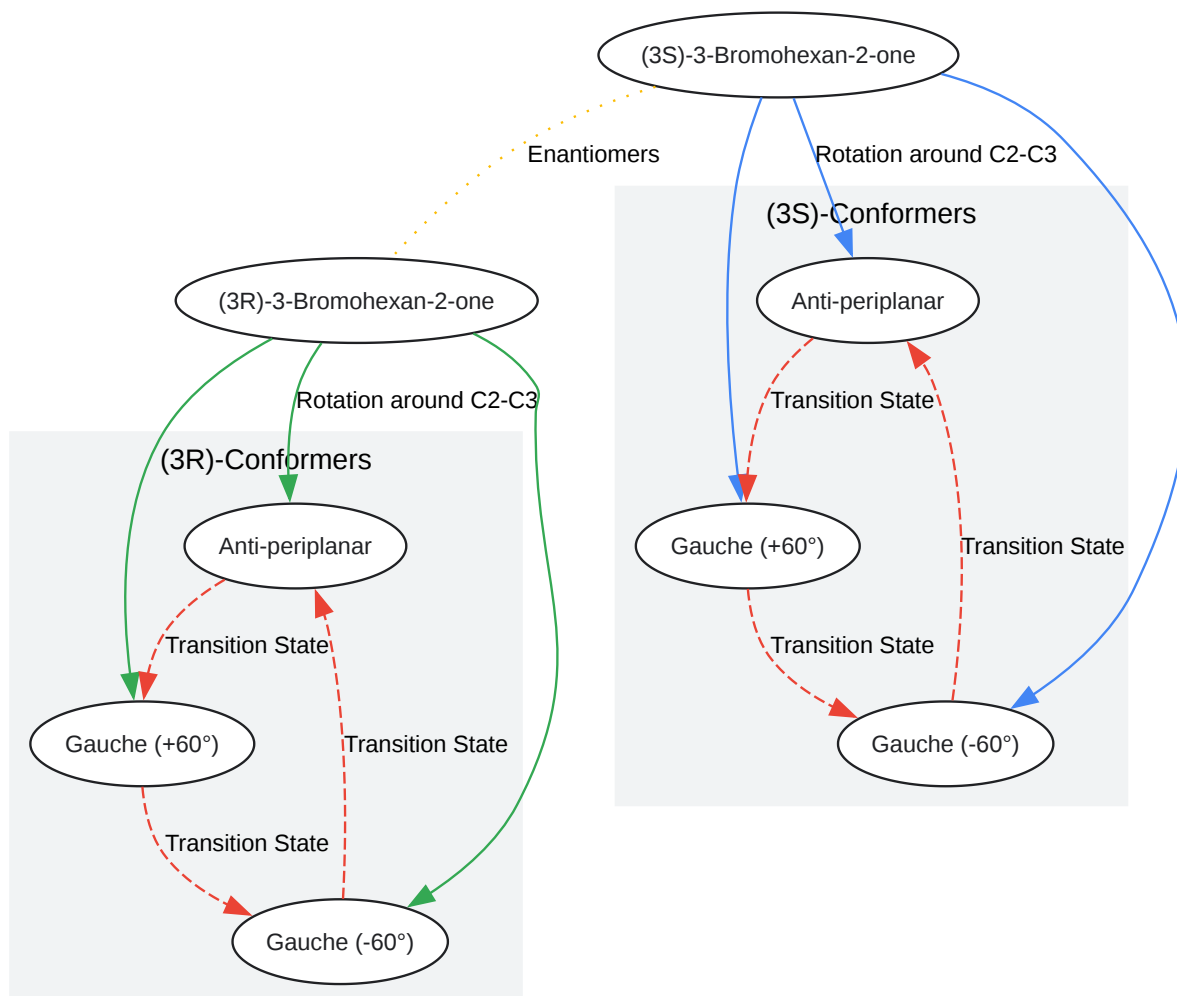 (3S)-3-Bromohexan-2-one
Enantiomers
Rotation around C2-C3
(3S)-Conformers
(3R)-3-Bromohexan-2-one
Anti-periplanar
Rotation around C2-C3
Transition State
(3R)-Conformers
Anti-periplanar
Gauche (+60°)
Transition State
Transition State
Transition State
Gauche (+60°)
Transition State
Gauche (-60°)
Transition State
Gauche (-60°)